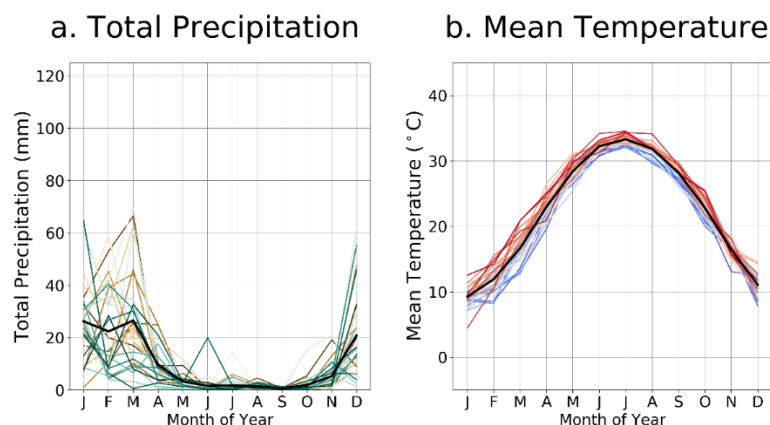 a. Total Precipitation
120
100
80
60
40
20
0
Total Precipitation (mm)
J F M A M J J A S O N D
Month of Year
b. Mean Temperature
40
30
20
10
0
Mean Temperature (°C)
J F M A M J J A S O N D
Month of Year